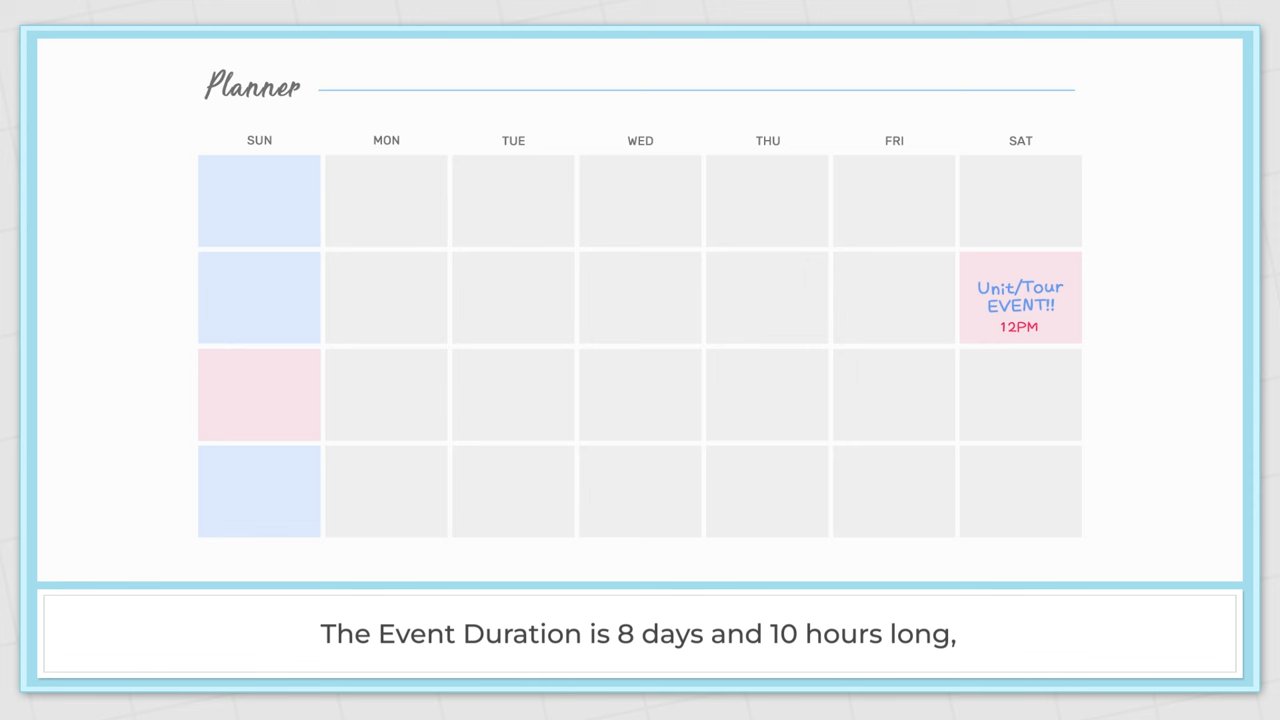 Planner
SUN MON TUE WED THU FRI SAT
Unit/Tour
EVENT!!
12PM
The Event Duration is 8 days and 10 hours long,